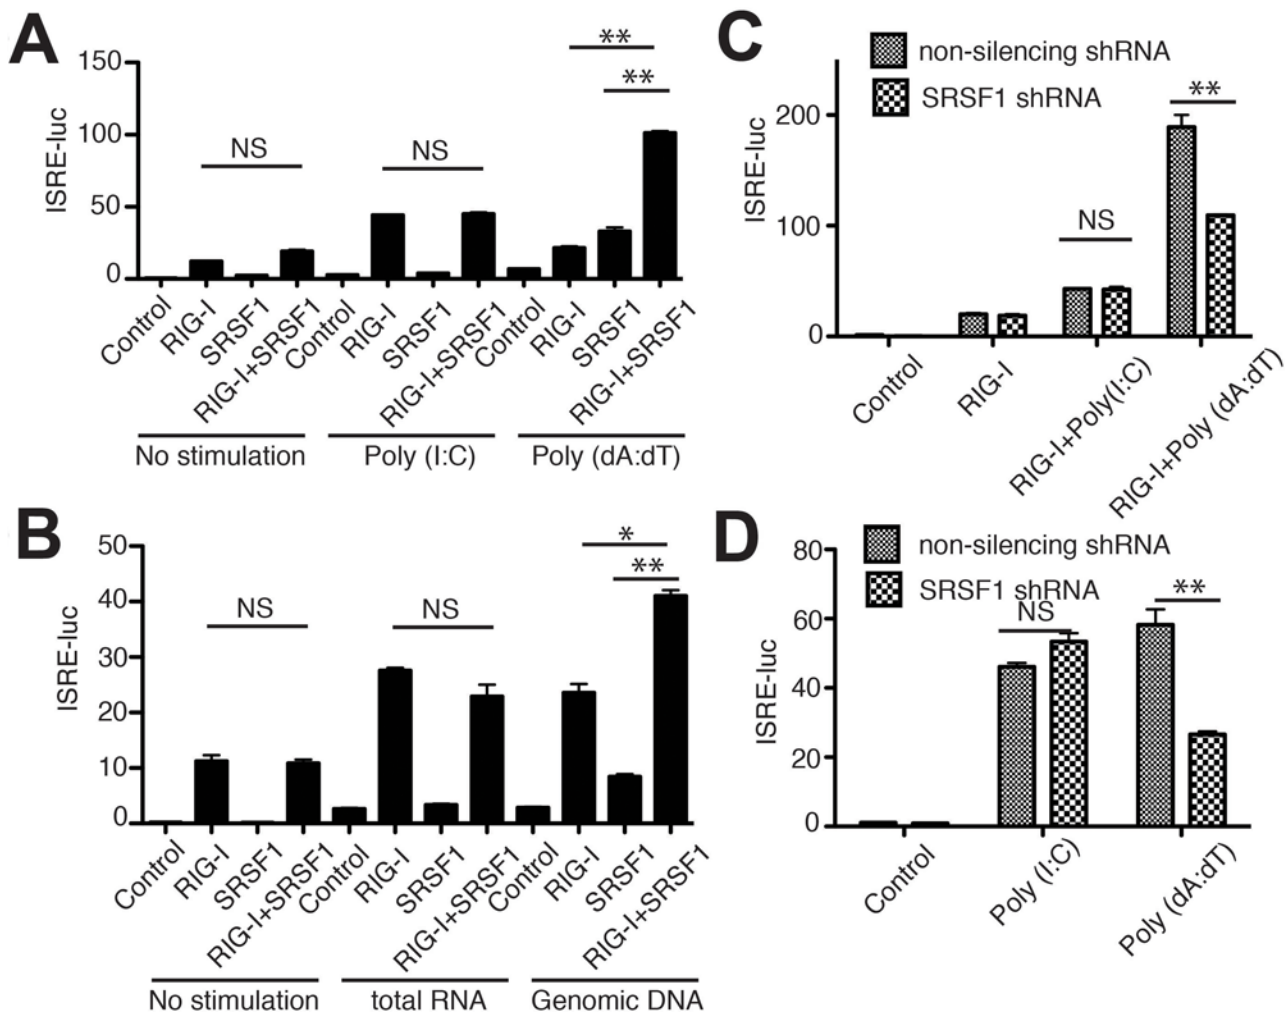 A
150
100
50
0
ISRE-luc
NS
NS
**
**
Control
RIG-I
SRSF1
RIG-I+SRSF1
Control
RIG-I
SRSF1
RIG-I+SRSF1
Control
RIG-I
SRSF1
RIG-I+SRSF1
No stimulation
Poly (I:C)
Poly (dA:dT)
B
50
40
30
20
10
0
ISRE-luc
NS
NS
*
**
Control
RIG-I
SRSF1
RIG-I+SRSF1
Control
RIG-I
SRSF1
RIG-I+SRSF1
Control
RIG-I
SRSF1
RIG-I+SRSF1
No stimulation
total RNA
Genomic DNA
C
non-silencing shRNA
SRSF1 shRNA
200
100
0
ISRE-luc
NS
**
Control
RIG-I
RIG-I+Poly(I:C)
RIG-I+Poly (dA:dT)
D
non-silencing shRNA
SRSF1 shRNA
80
60
40
20
0
ISRE-luc
NS
**
Control
Poly (I:C)
Poly (dA:dT)